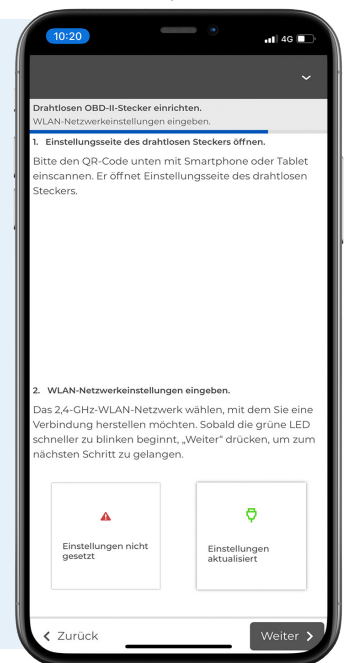 10:20
4G
Drahtlosen OBD-II-Stecker einrichten.
WLAN-Netzwerkeinstellungen eingeben.
1. Einstellungsseite des drahtlosen Steckers öffnen.
Bitte den QR-Code unten mit Smartphone oder Tablet
einscannen. Er öffnet Einstellungsseite des drahtlosen
Steckers.
2. WLAN-Netzwerkeinstellungen eingeben.
Das 2,4-GHz-WLAN-Netzwerk wählen, mit dem Sie eine
Verbindung herstellen möchten. Sobald die grüne LED
schneller zu blinken beginnt, „Weiter“ drücken, um zum
nächsten Schritt zu gelangen.
Einstellungen nicht
gesetzt
Einstellungen
aktualisiert
Zurück
Weiter